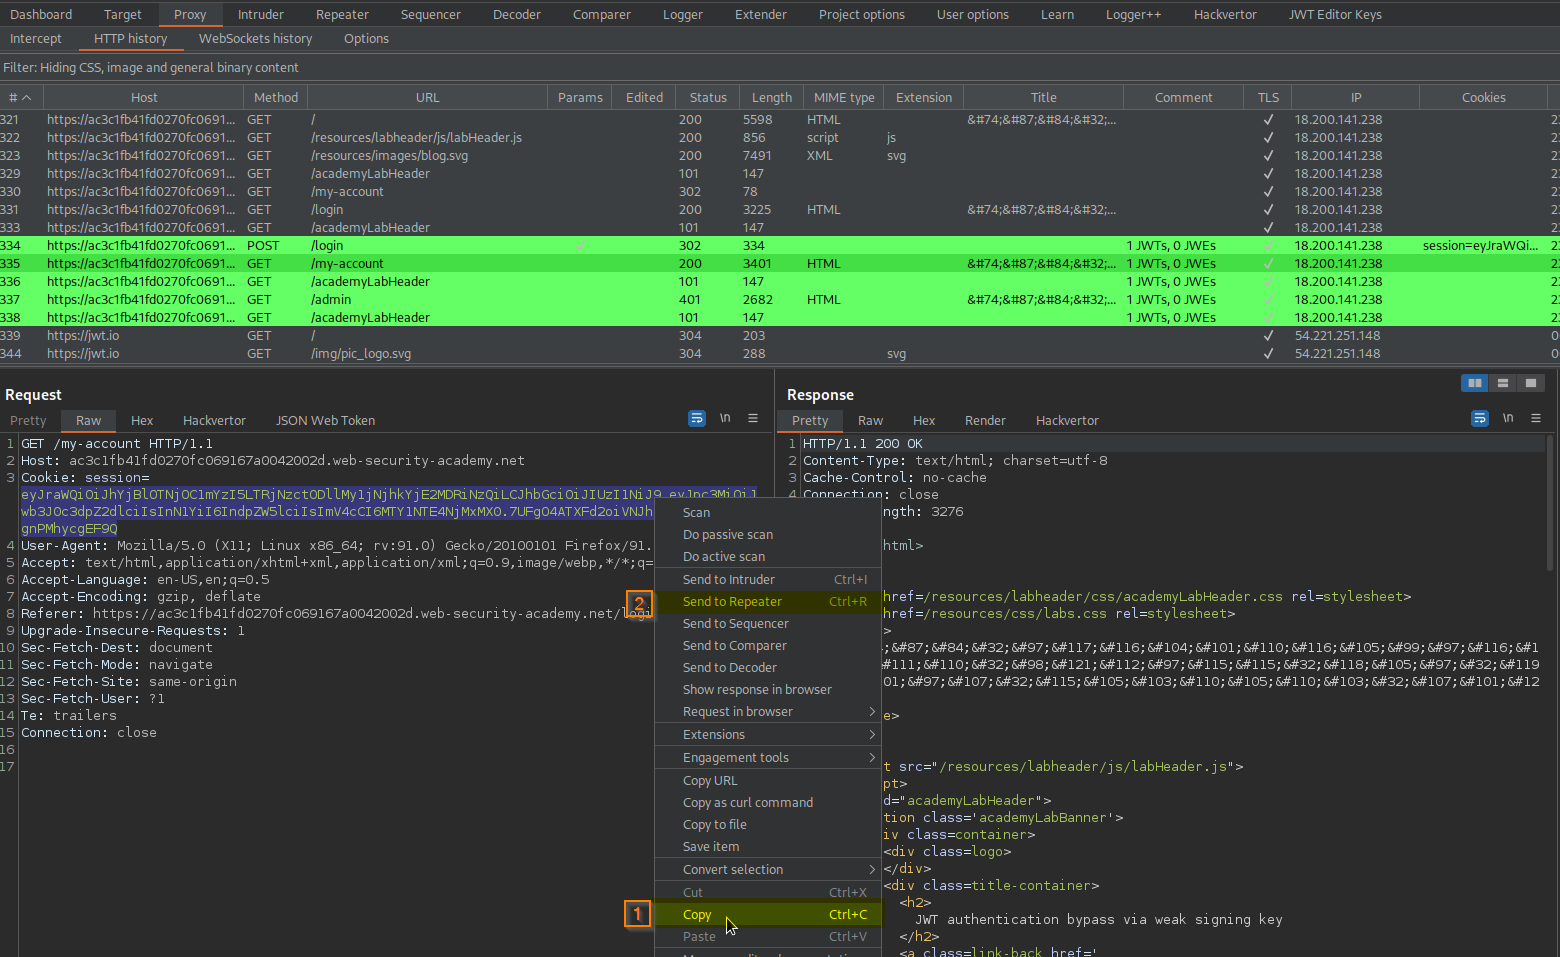 Dashboard Target Proxy Intruder Repeater Sequencer Decoder Comparer Logger Extender Project options User options Learn Logger++ Hackvertor JWT Editor Keys
Intercept HTTP history WebSockets history Options
Filter: Hiding CSS, image and general binary content
# Host Method URL Params Edited Status Length MIME type Extension Title Comment TLS IP Cookies
321 https://ac3c1fb41fd0270fc0691... GET / 200 5598 HTML &#74;&#87;&#84;&#32;... ✓ 18.200.141.238
322 https://ac3c1fb41fd0270fc0691... GET /resources/labheader/js/labHeader.js 200 856 script js ✓ 18.200.141.238
323 https://ac3c1fb41fd0270fc0691... GET /resources/images/blog.svg 200 7491 XML svg ✓ 18.200.141.238
329 https://ac3c1fb41fd0270fc0691... GET /academyLabHeader 101 147 ✓ 18.200.141.238
330 https://ac3c1fb41fd0270fc0691... GET /my-account 302 78 ✓ 18.200.141.238
331 https://ac3c1fb41fd0270fc0691... GET /login 200 3225 HTML &#74;&#87;&#84;&#32;... ✓ 18.200.141.238
333 https://ac3c1fb41fd0270fc0691... GET /academyLabHeader 101 147 ✓ 18.200.141.238
334 https://ac3c1fb41fd0270fc0691... POST /login ✓ 302 334 1 JWTs, 0 JWEs ✓ 18.200.141.238 session=eyJraWQi...
335 https://ac3c1fb41fd0270fc0691... GET /my-account 200 3401 HTML &#74;&#87;&#84;&#32;... 1 JWTs, 0 JWEs ✓ 18.200.141.238
336 https://ac3c1fb41fd0270fc0691... GET /academyLabHeader 101 147 1 JWTs, 0 JWEs ✓ 18.200.141.238
337 https://ac3c1fb41fd0270fc0691... GET /admin 401 2682 HTML &#74;&#87;&#84;&#32;... 1 JWTs, 0 JWEs ✓ 18.200.141.238
338 https://ac3c1fb41fd0270fc0691... GET /academyLabHeader 101 147 1 JWTs, 0 JWEs ✓ 18.200.141.238
339 https://jwt.io GET / 304 203 ✓ 54.221.251.148
344 https://jwt.io GET /img/pic_logo.svg 304 288 svg ✓ 54.221.251.148
Request
Pretty Raw Hex Hackvertor JSON Web Token \n
1 GET /my-account HTTP/1.1
2 Host: ac3c1fb41fd0270fc069167a0042002d.web-security-academy.net
3 Cookie: session=
eyJraWQiOiJhYjBlOTNjOC1mYzI5LTRjNzctODllMy1jNjhkYjE2MDRiNzQiLCJhbGciOiJIUzI1NiJ9.eyJpc3MiOiJ
wb3J0c3dpZ2dlciIsInN1YiI6IndpZW5lciIsImV4cCI6MTY1NTE4NjMxMX0.7UFgO4ATXFd2oiVNJh
gnPMhycgEF9Q
4 User-Agent: Mozilla/5.0 (X11; Linux x86_64; rv:91.0) Gecko/20100101 Firefox/91.
5 Accept: text/html,application/xhtml+xml,application/xml;q=0.9,image/webp,*/*;q=
6 Accept-Language: en-US,en;q=0.5
7 Accept-Encoding: gzip, deflate
8 Referer: https://ac3c1fb41fd0270fc069167a0042002d.web-security-academy.net/logi
9 Upgrade-Insecure-Requests: 1
10 Sec-Fetch-Dest: document
11 Sec-Fetch-Mode: navigate
12 Sec-Fetch-Site: same-origin
13 Sec-Fetch-User: ?1
14 Te: trailers
15 Connection: close
16
17
Scan
Do passive scan
Do active scan
Send to Intruder Ctrl+I
2 Send to Repeater Ctrl+R
Send to Sequencer
Send to Comparer
Send to Decoder
Show response in browser
Request in browser
Extensions
Engagement tools
Copy URL
Copy as curl command
Copy to file
Save item
Convert selection
Cut Ctrl+X
1 Copy Ctrl+C
Paste Ctrl+V
Response
Pretty Raw Hex Render Hackvertor \n
1 HTTP/1.1 200 OK
2 Content-Type: text/html; charset=utf-8
3 Cache-Control: no-cache
4 Connection: close
ngth: 3276
html>
href=/resources/labheader/css/academyLabHeader.css rel=stylesheet>
href=/resources/css/labs.css rel=stylesheet>
>
;&#87;&#84;&#32;&#97;&#117;&#116;&#104;&#101;&#110;&#116;&#105;&#99;&#97;&#116;&#1
#111;&#110;&#32;&#98;&#121;&#112;&#97;&#115;&#115;&#32;&#118;&#105;&#97;&#32;&#119
01;&#97;&#107;&#32;&#115;&#105;&#103;&#110;&#105;&#110;&#103;&#32;&#107;&#101;&#12
e>
t src="/resources/labheader/js/labHeader.js">
pt>
d="academyLabHeader">
tion class='academyLabBanner'>
iv class=container>
<div class=logo>
</div>
<div class=title-container>
<h2>
JWT authentication bypass via weak signing key
</h2>
<a class=link-back href='